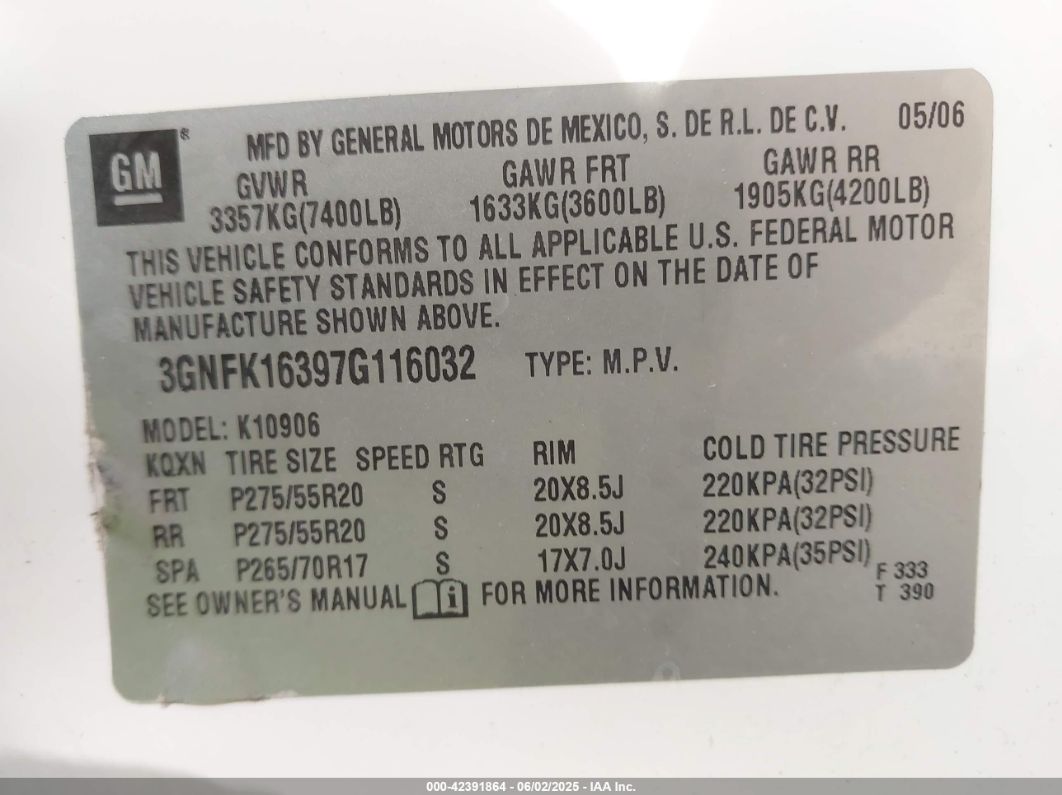 GM ® MFD BY GENERAL MOTORS DE MEXICO, S. DE R.L. DE C.V. 05/06
GVWR GAWR FRT GAWR RR
3357KG(7400LB) 1633KG(3600LB) 1905KG(4200LB)
THIS VEHICLE CONFORMS TO ALL APPLICABLE U.S. FEDERAL MOTOR
VEHICLE SAFETY STANDARDS IN EFFECT ON THE DATE OF
MANUFACTURE SHOWN ABOVE.
3GNFK16397G116032 TYPE: M.P.V.
MODEL: K10906
KQXN TIRE SIZE SPEED RTG RIM COLD TIRE PRESSURE
FRT P275/55R20 S 20X8.5J 220KPA(32PSI)
RR P275/55R20 S 20X8.5J 220KPA(32PSI)
SPA P265/70R17 S 17X7.0J 240KPA(35PSI)
F 333
SEE OWNER'S MANUAL i FOR MORE INFORMATION.
T 390
000-42391864 - 06/02/2025 - IAA Inc.